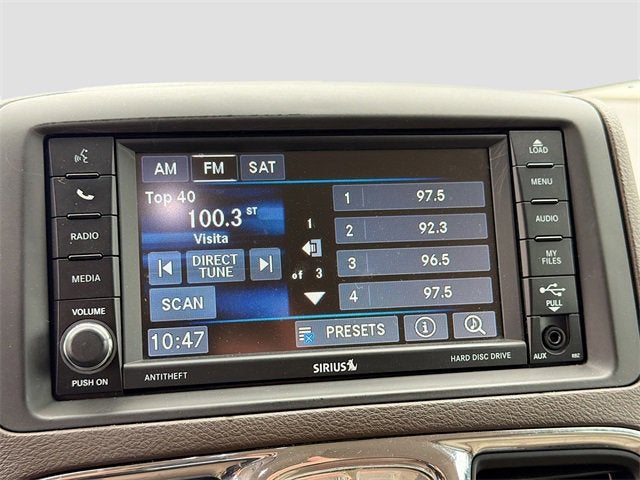 LOAD
AM FM SAT
MENU
Top 40
100.3 ST
Visita
1
of 3
1 97.5
2 92.3
3 96.5
4 97.5
RADIO
AUDIO
DIRECT
TUNE
MEDIA
MY
FILES
SCAN
PULL
VOLUME
10:47
PRESETS
i
PUSH ON
ANTITHEFT
SIRIUS
HARD DISC DRIVE
AUX
RBZ